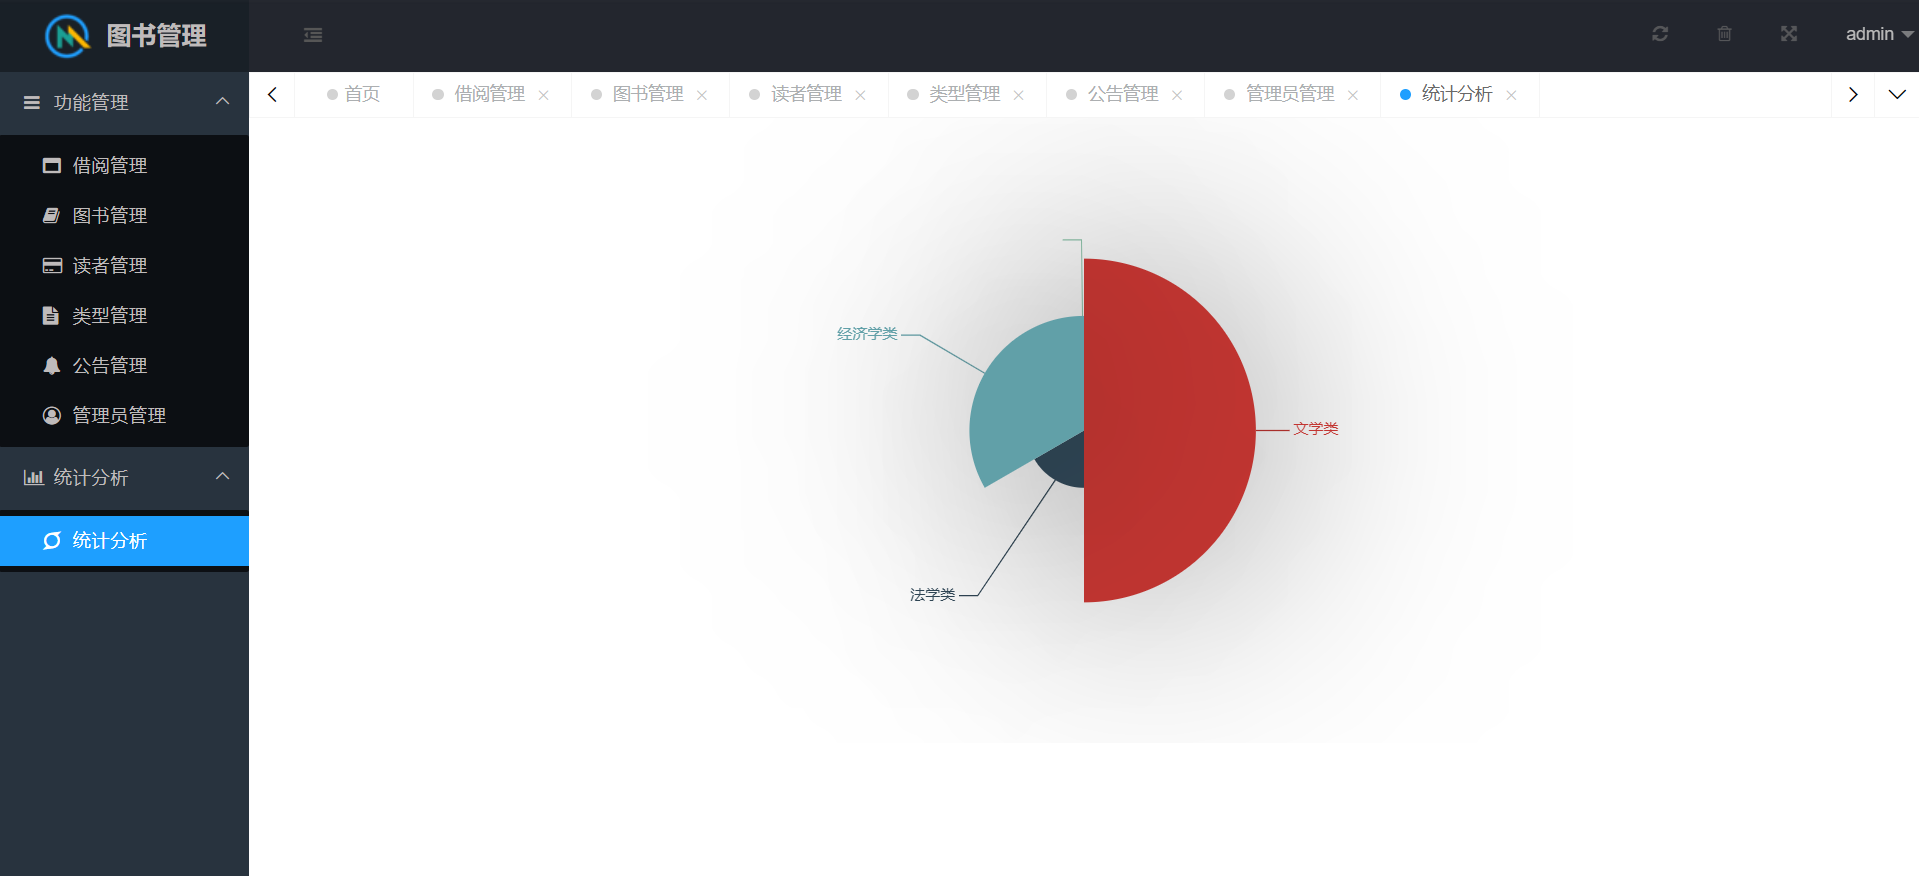 图书管理
admin
功能管理
首页
借阅管理
图书管理
读者管理
类型管理
公告管理
管理员管理
统计分析
借阅管理
图书管理
读者管理
类型管理
公告管理
管理员管理
统计分析
统计分析
经济学类
文学类
法学类